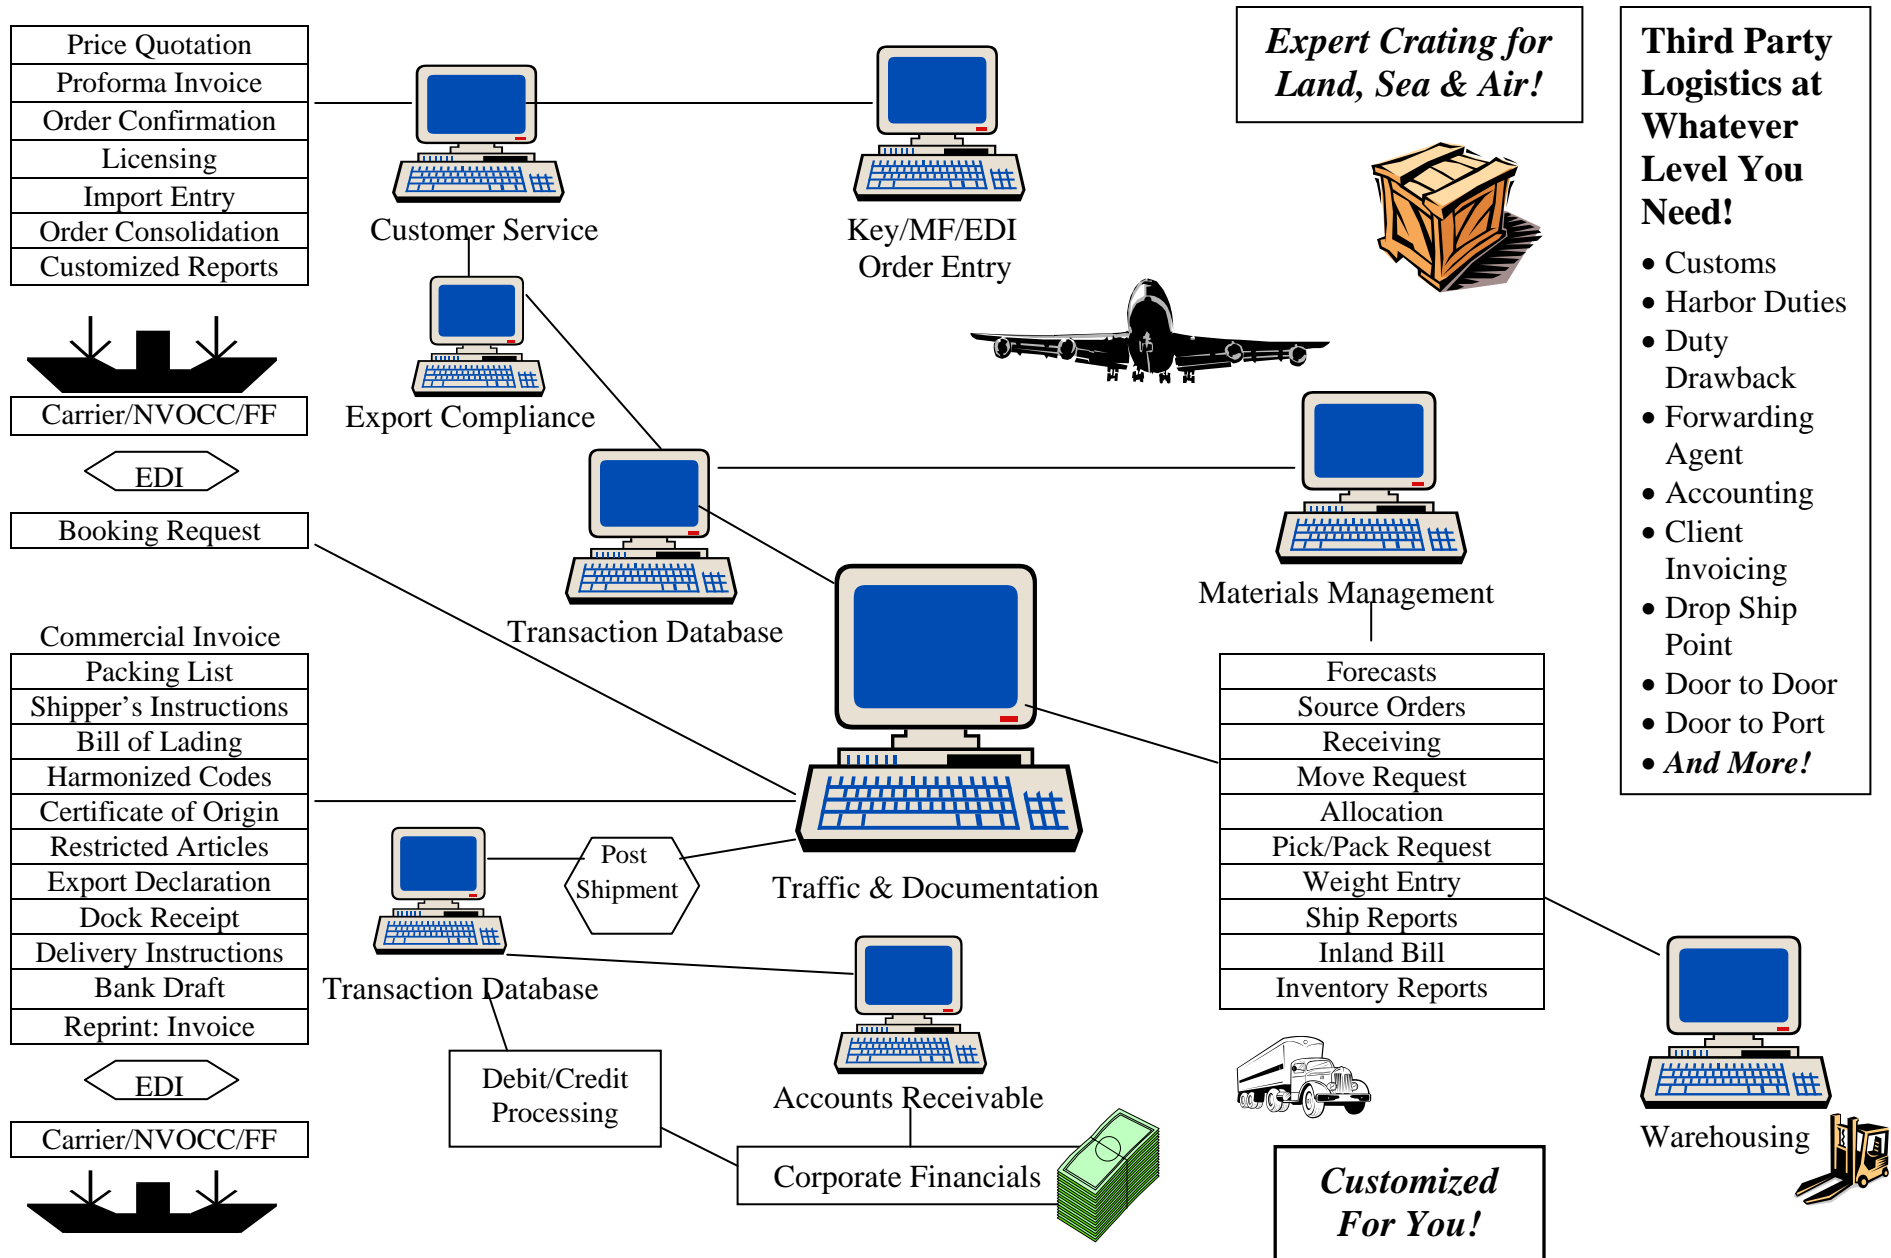 Price Quotation
Proforma Invoice
Order Confirmation
Licensing
Import Entry
Order Consolidation
Customized Reports
Carrier/NVOCC/FF
EDI
Booking Request
Commercial Invoice
Packing List
Shipper’s Instructions
Bill of Lading
Harmonized Codes
Certificate of Origin
Restricted Articles
Export Declaration
Dock Receipt
Delivery Instructions
Bank Draft
Reprint: Invoice
EDI
Carrier/NVOCC/FF
Customer Service
Key/MF/EDI
Order Entry
Export Compliance
Transaction Database
Traffic & Documentation
Post
Shipment
Transaction Database
Debit/Credit
Processing
Accounts Receivable
Corporate Financials
Expert Crating for
Land, Sea & Air!
Materials Management
Forecasts
Source Orders
Receiving
Move Request
Allocation
Pick/Pack Request
Weight Entry
Ship Reports
Inland Bill
Inventory Reports
Customized
For You!
Third Party
Logistics at
Whatever
Level You
Need!
• Customs
• Harbor Duties
• Duty
Drawback
• Forwarding
Agent
• Accounting
• Client
Invoicing
• Drop Ship
Point
• Door to Door
• Door to Port
• And More!
Warehousing